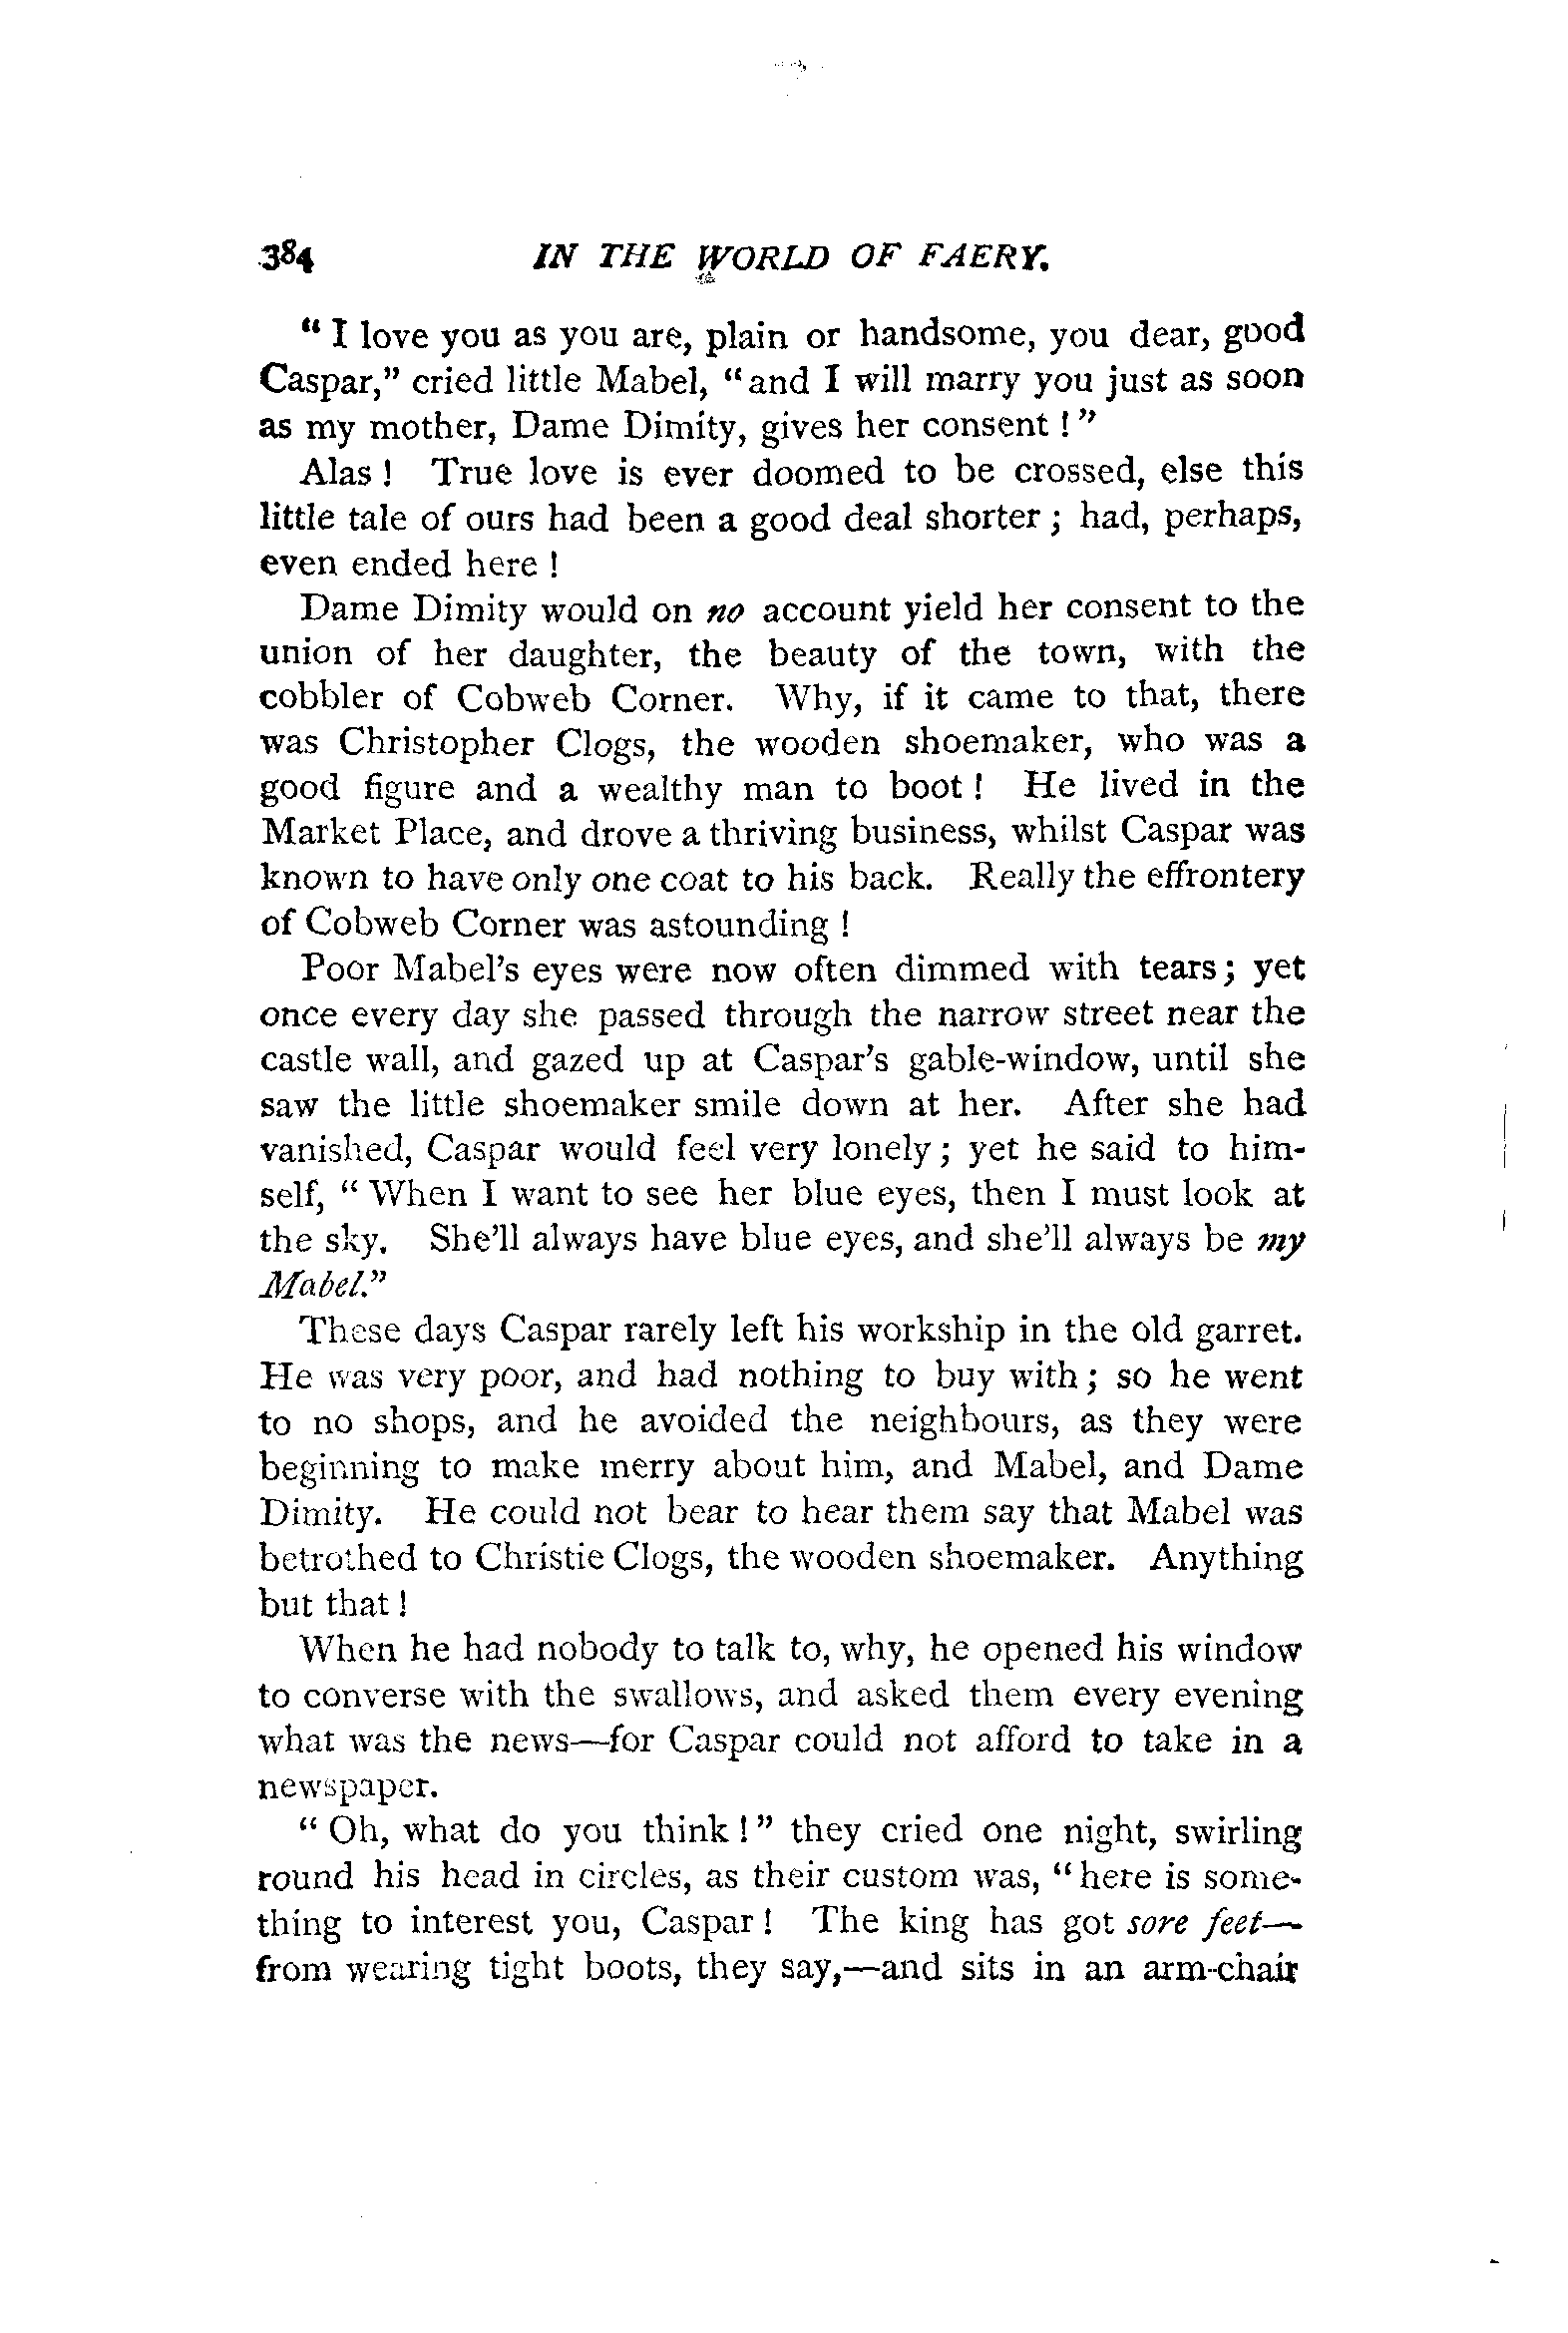 384 IN THE WORLD OF FAERY.
“ I love you as you are, plain or handsome, you dear, good
Caspar,” cried little Mabel, “and I will marry you just as soon
as my mother, Dame Dimity, gives her consent ! ”
Alas ! True love is ever doomed to be crossed, else this
little tale of ours had been a good deal shorter ; had, perhaps,
even ended here !
Dame Dimity would on no account yield her consent to the
union of her daughter, the beauty of the town, with the
cobbler of Cobweb Corner. Why, if it came to that, there
was Christopher Clogs, the wooden shoemaker, who was a
good figure and a wealthy man to boot ! He lived in the
Market Place, and drove a thriving business, whilst Caspar was
known to have only one coat to his back. Really the effrontery
of Cobweb Corner was astounding !
Poor Mabel’s eyes were now often dimmed with tears ; yet
once every day she passed through the narrow street near the
castle wall, and gazed up at Caspar’s gable-window, until she
saw the little shoemaker smile down at her. After she had
vanished, Caspar would feel very lonely ; yet he said to him-
self, “ When I want to see her blue eyes, then I must look at
the sky. She’ll always have blue eyes, and she’ll always be my
Mabel.”
These days Caspar rarely left his workship in the old garret.
He was very poor, and had nothing to buy with ; so he went
to no shops, and he avoided the neighbours, as they were
beginning to make merry about him, and Mabel, and Dame
Dimity. He could not bear to hear them say that Mabel was
betrothed to Christie Clogs, the wooden shoemaker. Anything
but that !
When he had nobody to talk to, why, he opened his window
to converse with the swallows, and asked them every evening
what was the news—for Caspar could not afford to take in a
newspaper.
“ Oh, what do you think ! ” they cried one night, swirling
round his head in circles, as their custom was, “ here is some-
thing to interest you, Caspar ! The king has got sore feet—
from wearing tight boots, they say,—and sits in an arm-chair